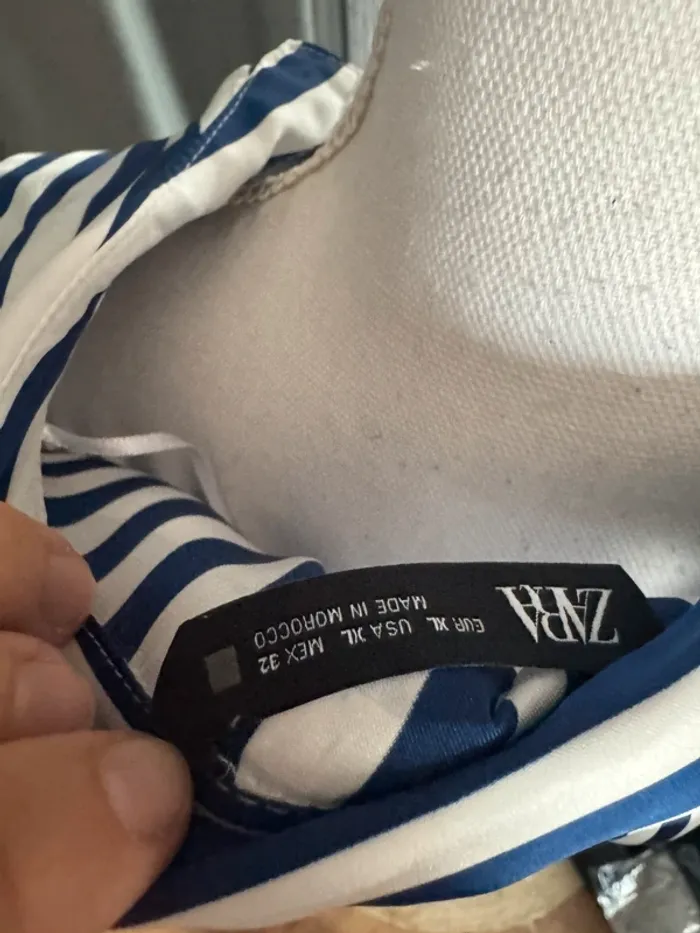 ZARA
EUR XL USA XL MEX 32
MADE IN MOROCCO